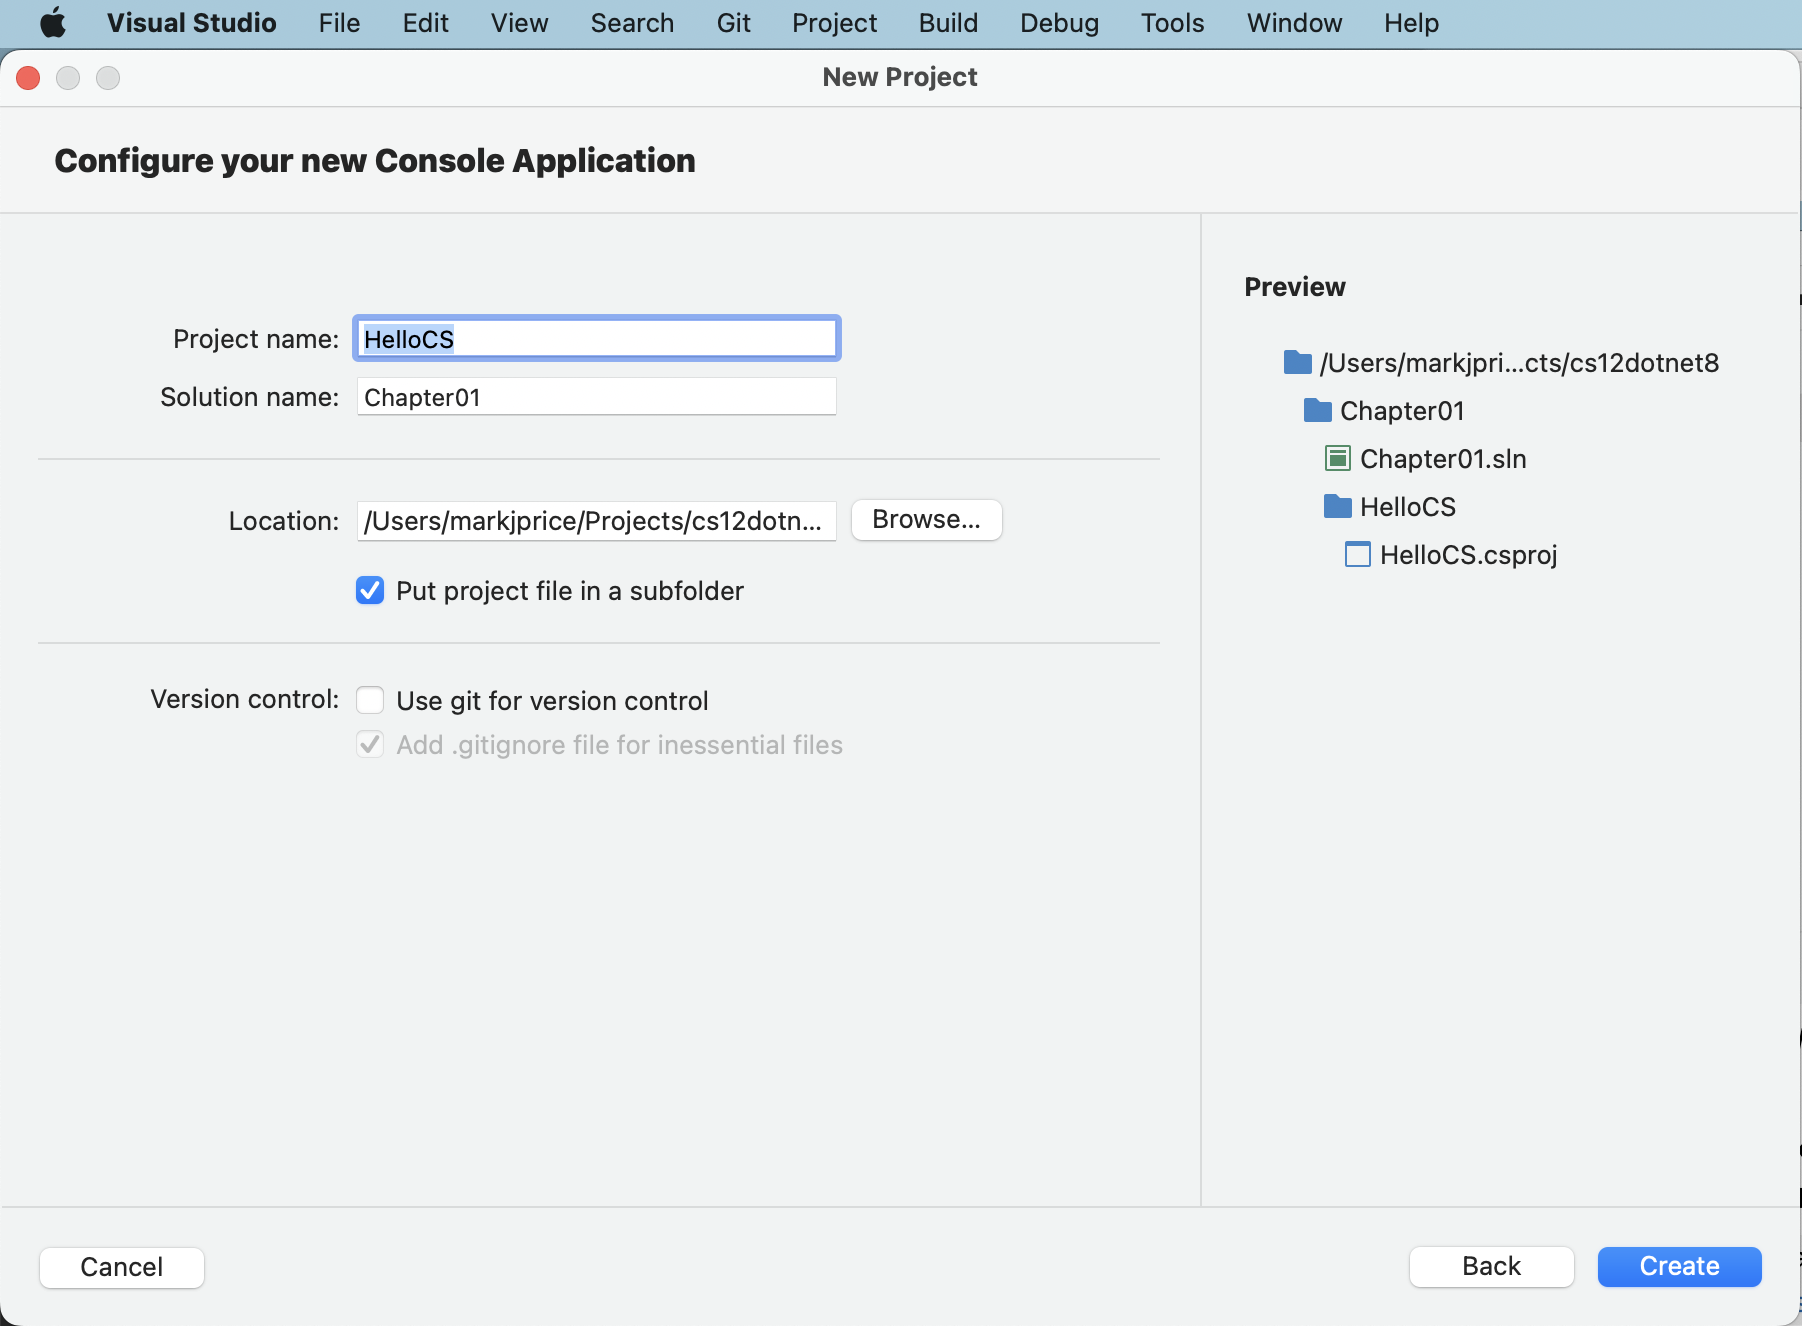 Visual Studio File Edit View Search Git Project Build Debug Tools Window Help
New Project
Configure your new Console Application
Project name: HelloCS
Solution name: Chapter01
Location: /Users/markjprice/Projects/cs12dotn... Browse...
Put project file in a subfolder
Version control: Use git for version control
Add .gitignore file for inessential files
Preview
/Users/markjpri...cts/cs12dotnet8
Chapter01
Chapter01.sln
HelloCS
HelloCS.csproj
Cancel Back Create